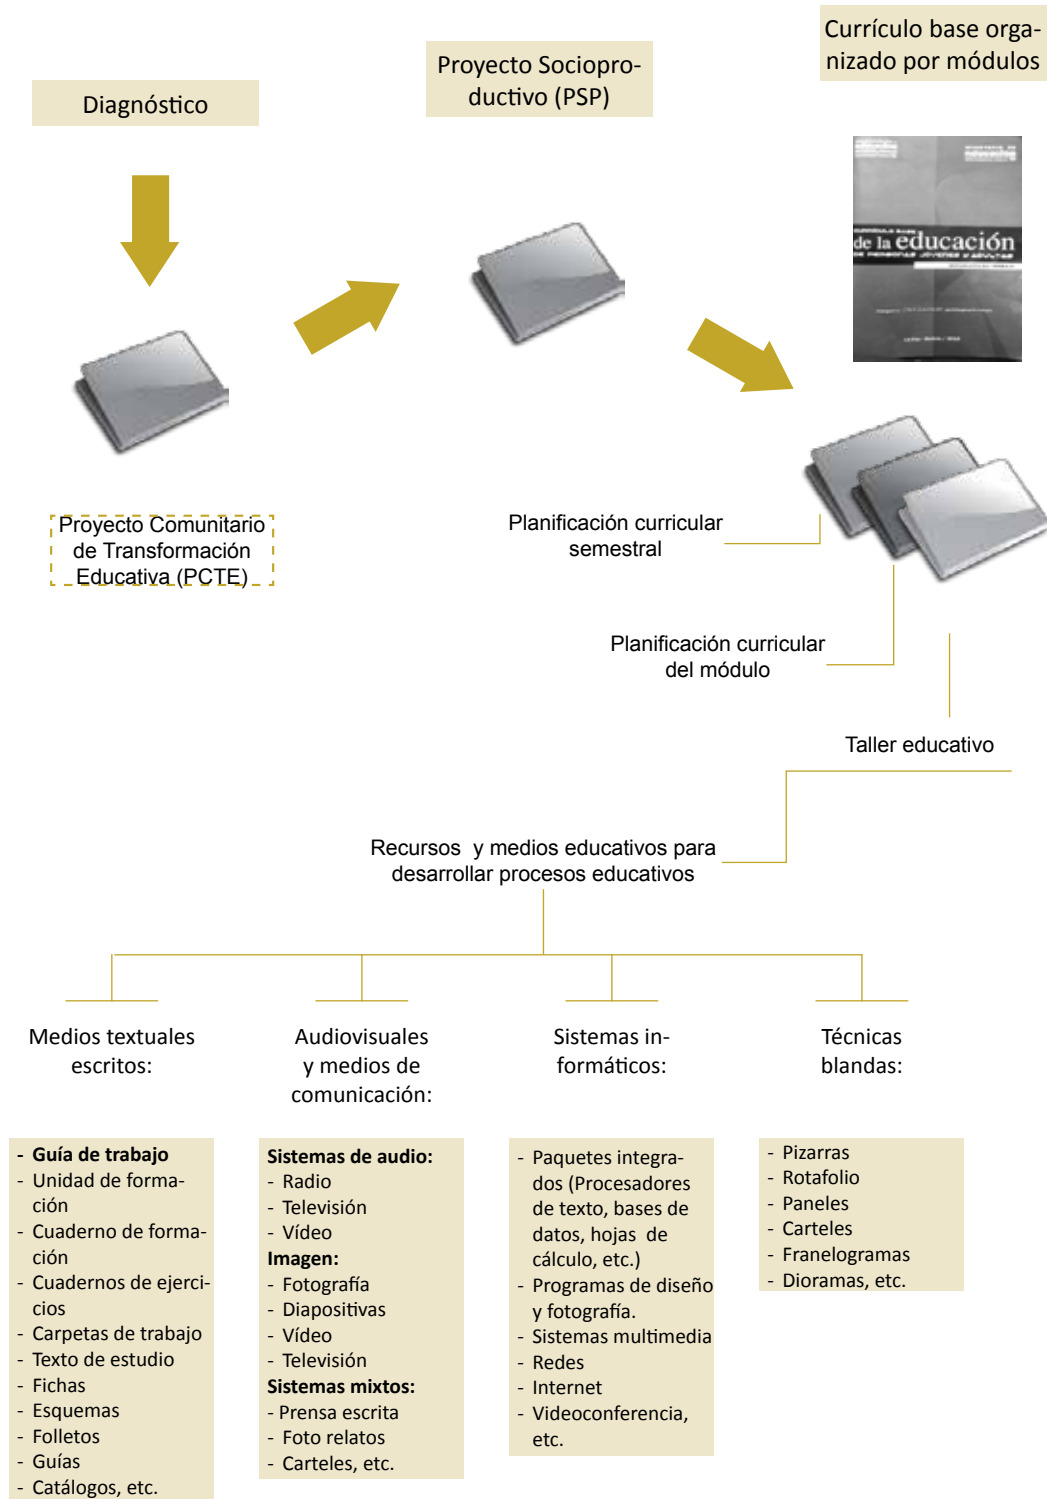 Currículo base orga-
nizado por módulos
Proyecto Sociopro-
ductivo (PSP)
Diagnóstico
de la educación
DE PERSONAS JÓVENES Y ADULTAS
Proyecto Comunitario
de Transformación
Educativa (PCTE)
Planificación curricular
semestral
Planificación curricular
del módulo
Taller educativo
Recursos  y medios educativos para
desarrollar procesos educativos
Medios textuales
escritos:
- Guía de trabajo
- Unidad de forma-
ción
- Cuaderno de forma-
ción
- Cuadernos de ejerci-
cios
- Carpetas de trabajo
- Texto de estudio
- Fichas
- Esquemas
- Folletos
- Guías
- Catálogos, etc.
Audiovisuales
y medios de
comunicación:
Sistemas de audio:
- Radio
- Televisión
- Vídeo
Imagen:
- Fotografía
- Diapositivas
- Vídeo
- Televisión
Sistemas mixtos:
- Prensa escrita
- Foto relatos
- Carteles, etc.
Sistemas in-
formáticos:
- Paquetes integra-
dos (Procesadores
de texto, bases de
datos, hojas  de
cálculo, etc.)
- Programas de diseño
y fotografía.
- Sistemas multimedia
- Redes
- Internet
- Videoconferencia,
etc.
Técnicas
blandas:
- Pizarras
- Rotafolio
- Paneles
- Carteles
- Franelogramas
- Dioramas, etc.